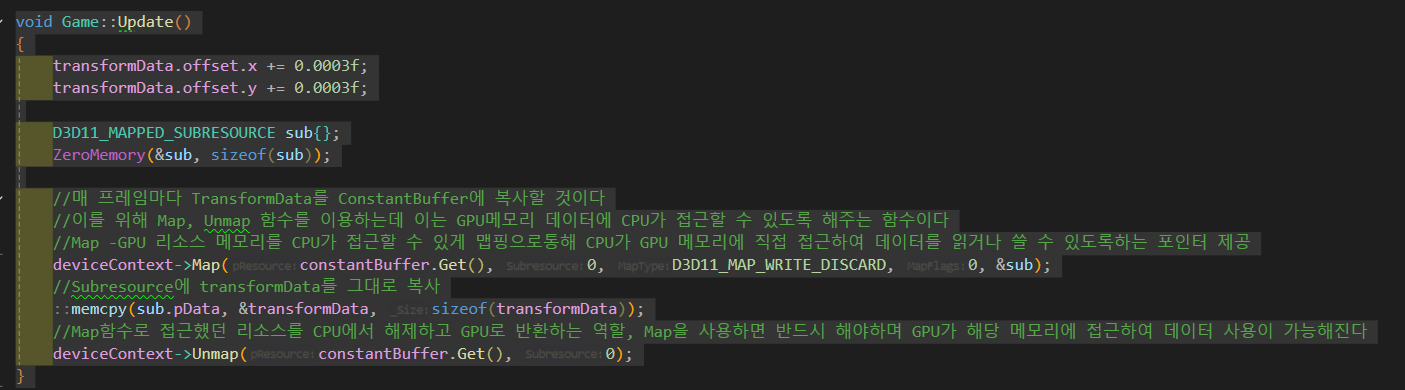 void Game::Update()
{
transformData.offset.x += 0.0003f;
transformData.offset.y += 0.0003f;
D3D11_MAPPED_SUBRESOURCE sub{};
ZeroMemory(&sub, sizeof(sub));
//매 프레임마다 TransformData를 ConstantBuffer에 복사할 것이다
//이를 위해 Map, Unmap 함수를 이용하는데 이는 GPU메모리 데이터에 CPU가 접근할 수 있도록 해주는 함수이다
//Map -GPU 리소스 메모리를 CPU가 접근할 수 있게 맵핑으로통해 CPU가 GPU 메모리에 직접 접근하여 데이터를 읽거나 쓸 수 있도록하는 포인터 제공
deviceContext->Map(pResource:constantBuffer.Get(), Subresource:0, MapType:D3D11_MAP_WRITE_DISCARD, MapFlags:0, &sub);
//Subresource에 transformData를 그대로 복사
::memcpy(sub.pData, &transformData, _Size:sizeof(transformData));
//Map함수로 접근했던 리소스를 CPU에서 해제하고 GPU로 반환하는 역할, Map을 사용하면 반드시 해야하며 GPU가 해당 메모리에 접근하여 데이터 사용이 가능해진다
deviceContext->Unmap(pResource:constantBuffer.Get(), Subresource:0);
}